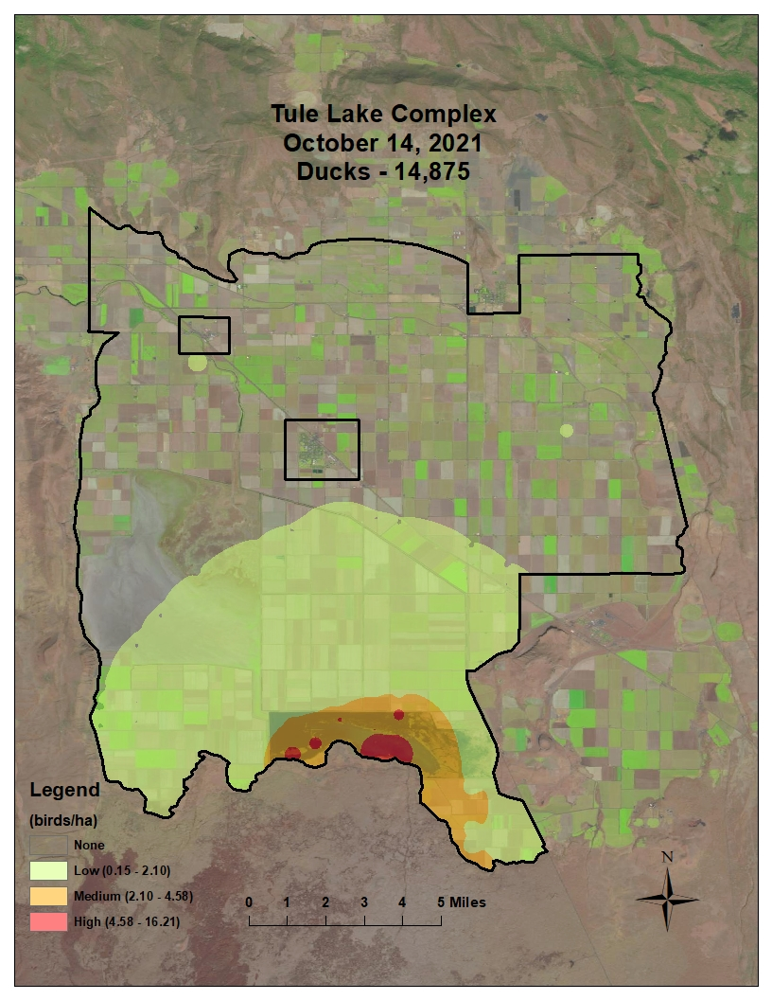 Tule Lake Complex
October 14, 2021
Ducks - 14,875
Legend
(birds/ha)
None
Low (0.15 - 2.10)
Medium (2.10 - 4.58)
High (4.58 - 16.21)
0 1 2 3 4 5 Miles
N